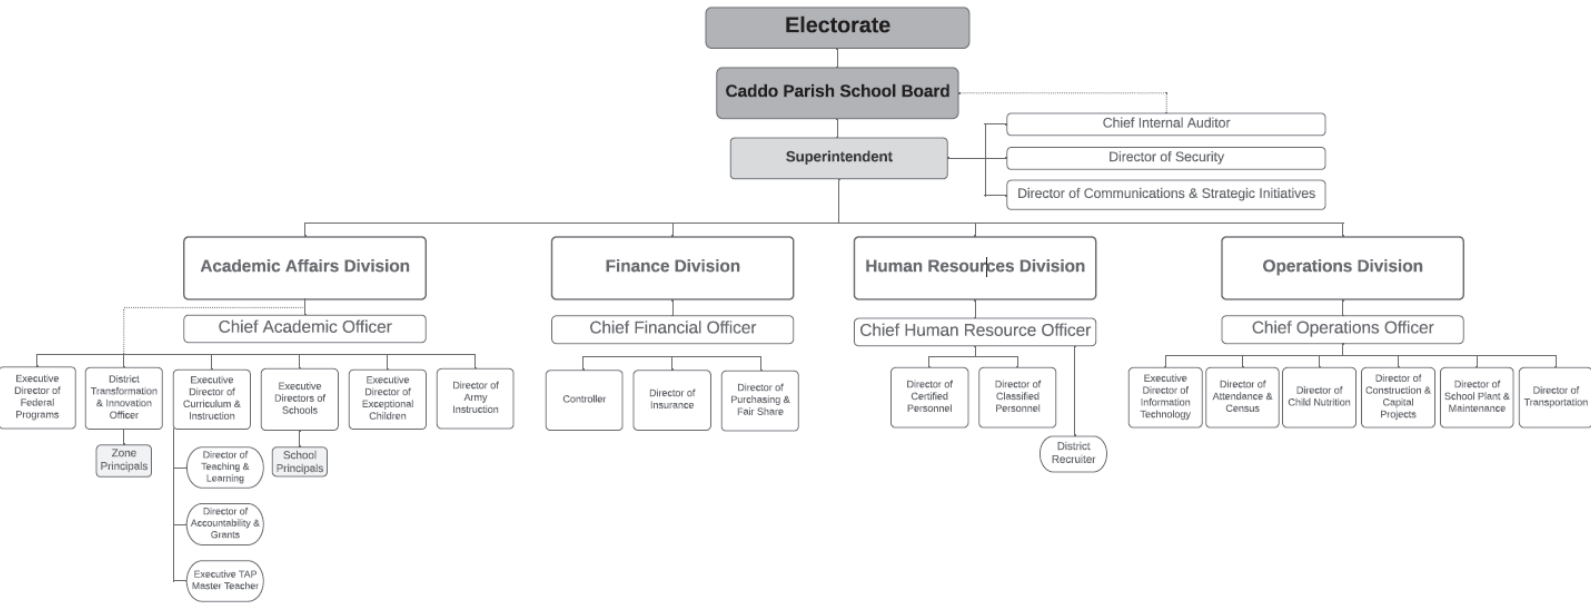 Electorate
Caddo Parish School Board
Chief Internal Auditor
Superintendent
Director of Security
Director of Communications & Strategic Initiatives
Academic Affairs Division
Finance Division
Human Resources Division
Operations Division
Chief Academic Officer
Chief Financial Officer
Chief Human Resource Officer
Chief Operations Officer
Executive
Director of
Federal
Programs
District
Transformation
& Innovation
Officer
Executive
Director of
Curriculum &
Instruction
Executive
Directors of
Schools
Executive
Director of
Exceptional
Children
Director of
Army
Instruction
Controller
Director of
Insurance
Director of
Purchasing &
Fair Share
Director of
Certified
Personnel
Director of
Classified
Personnel
Executive
Director of
Information
Technology
Director of
Attendance &
Census
Director of
Child Nutrition
Director of
Construction &
Capital
Projects
Director of
School Plant &
Maintenance
Director of
Transportation
Zone
Principals
Director of
Teaching &
Learning
School
Principals
District
Recruiter
Director of
Accountability &
Grants
Executive TAP
Master Teacher